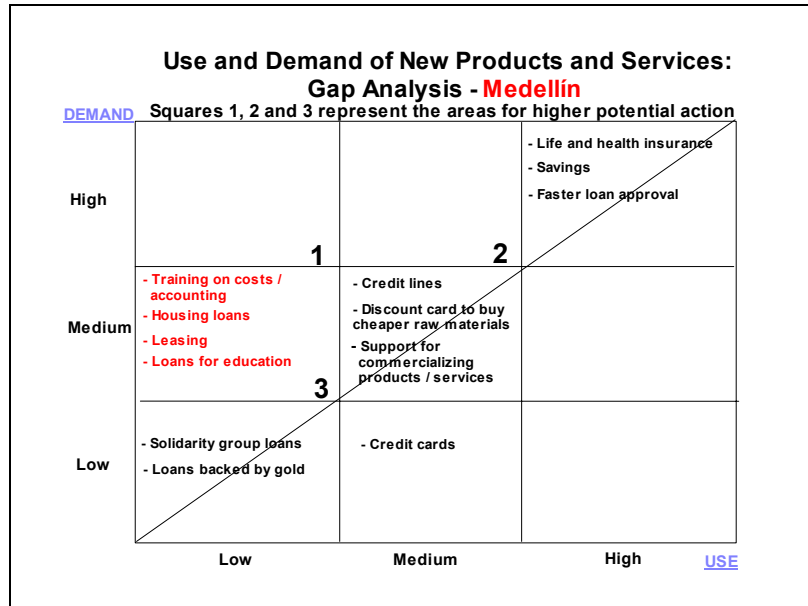 Use and Demand of New Products and Services:
Gap Analysis - Medellín
Squares 1, 2 and 3 represent the areas for higher potential action
DEMAND
High
1
2
- Life and health insurance
- Savings
- Faster loan approval
Medium
- Training on costs /
accounting
- Housing loans
- Leasing
- Loans for education
3
- Credit lines
- Discount card to buy
cheaper raw materials
- Support for
commercializing
products / services
Low
- Solidarity group loans
- Loans backed by gold
- Credit cards
Low
Medium
High
USE